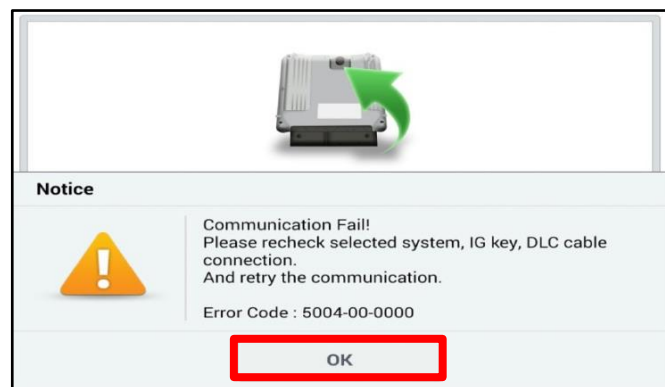 Notice
Communication Fail!
Please recheck selected system, IG key, DLC cable
connection.
And retry the communication.
Error Code : 5004-00-0000
OK